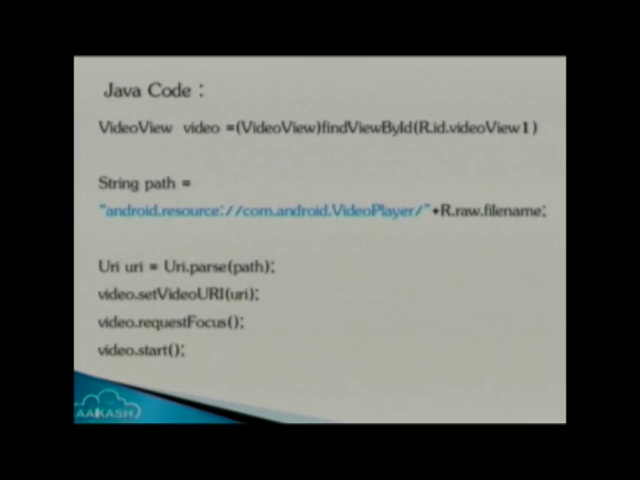 Java Code :
VideoView video =(VideoView)findViewById(R.id.videoView1)
String path =
"android.resource://com.android.VideoPlayer/"+R.raw.filename;
Uri uri = Uri.parse(path);
video.setVideoURI(uri);
video.requestFocus();
video.start();
AAKASH